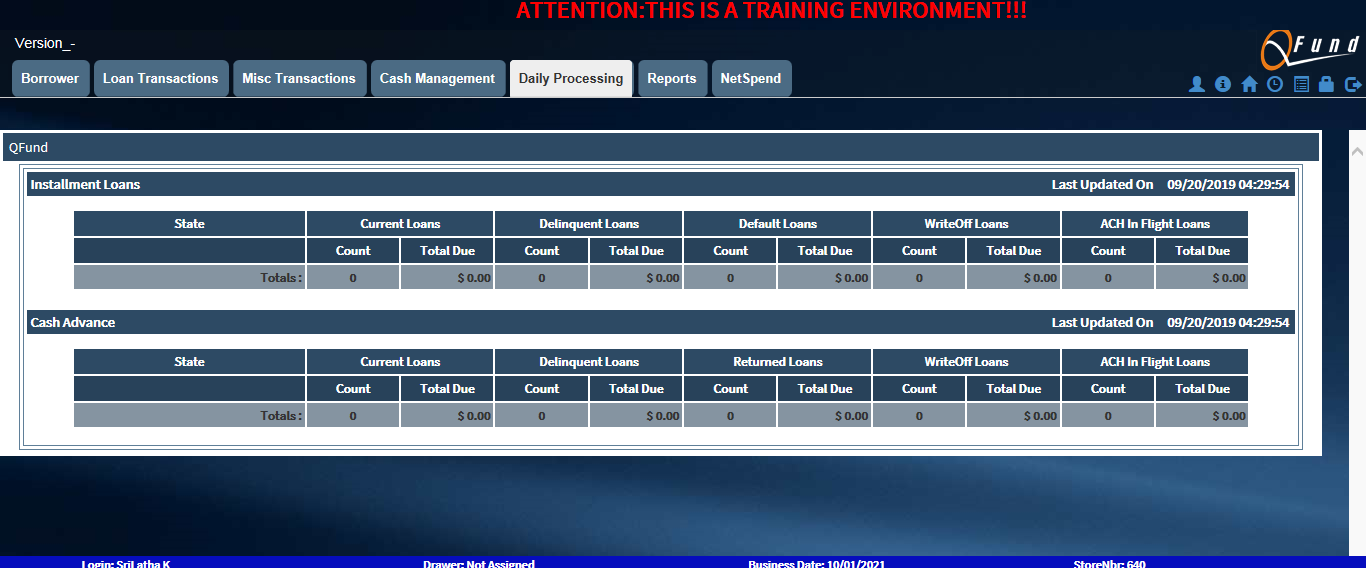 ATTENTION:THIS IS A TRAINING ENVIRONMENT!!!
Version_-
QFund
Borrower Loan Transactions Misc Transactions Cash Management Daily Processing Reports NetSpend
QFund
Installment Loans Last Updated On 09/20/2019 04:29:54
State Current Loans Delinquent Loans Default Loans WriteOff Loans ACH In Flight Loans
Count Total Due Count Total Due Count Total Due Count Total Due Count Total Due
Totals : 0 $ 0.00 0 $ 0.00 0 $ 0.00 0 $ 0.00 0 $ 0.00
Cash Advance Last Updated On 09/20/2019 04:29:54
State Current Loans Delinquent Loans Returned Loans WriteOff Loans ACH In Flight Loans
Count Total Due Count Total Due Count Total Due Count Total Due Count Total Due
Totals : 0 $ 0.00 0 $ 0.00 0 $ 0.00 0 $ 0.00 0 $ 0.00
Login: SriLatha K Drawer: Not Assigned Business Date: 10/01/2021 StoreNbr: 640